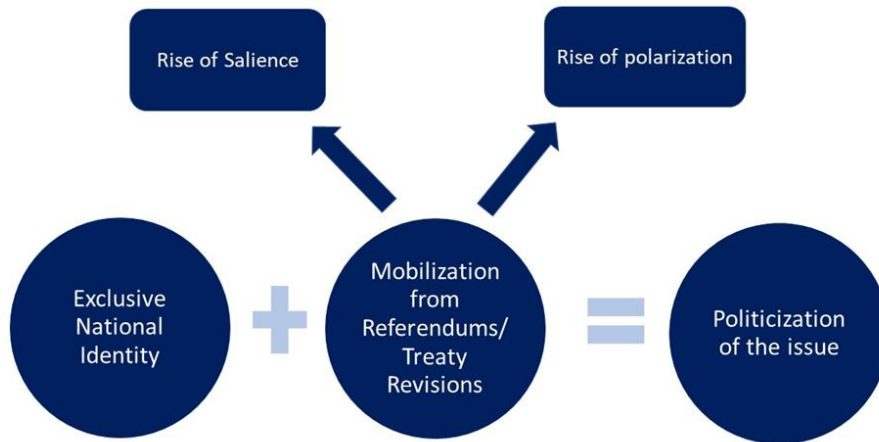 Rise of Salience
Rise of polarization
Exclusive
National
Identity
Mobilization
from
Referendums/
Treaty
Revisions
Politicization
of the issue